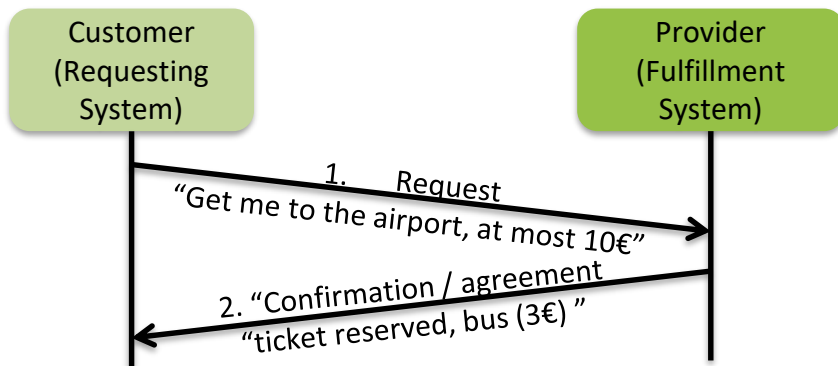 Customer
(Requesting
System)
Provider
(Fulfillment
System)
1. Request
“Get me to the airport, at most 10€”
2. “Confirmation / agreement
“ticket reserved, bus (3€) ”